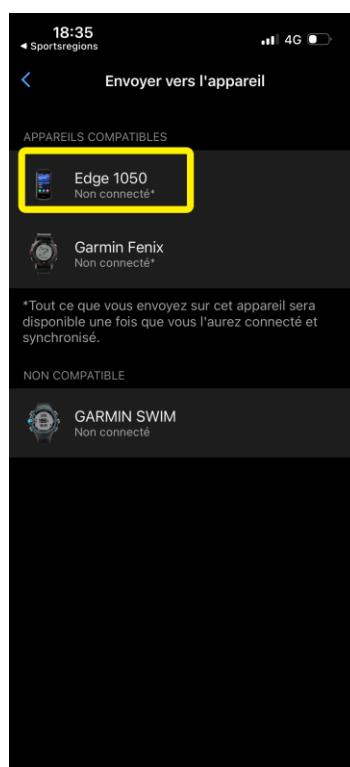 18:35
◀ Sportsregions
4G
Envoyer vers l'appareil
APPAREILS COMPATIBLES
Edge 1050
Non connecté*
Garmin Fenix
Non connecté*
*Tout ce que vous envoyez sur cet appareil sera
disponible une fois que vous l'aurez connecté et
synchronisé.
NON COMPATIBLE
GARMIN SWIM
Non connecté